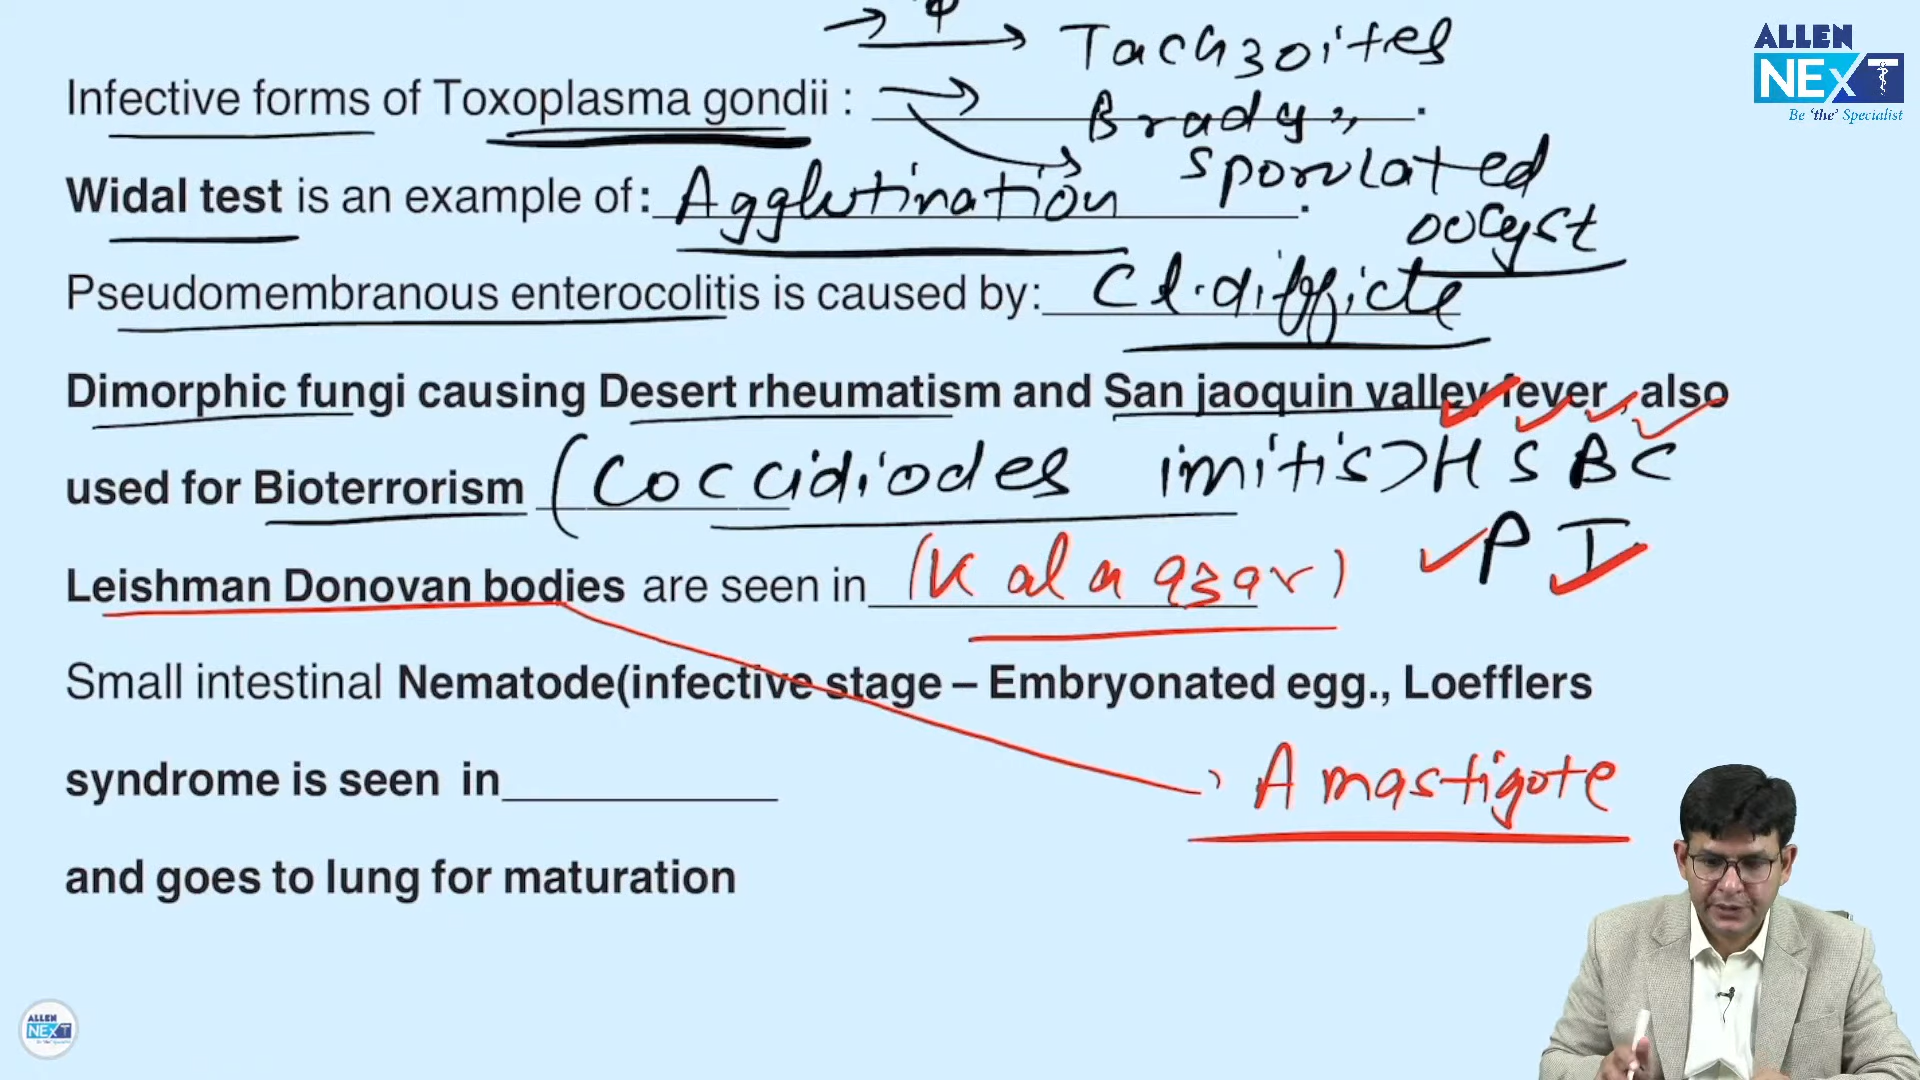 Tachzoites
Infective forms of Toxoplasma gondii :
Brady
Widal test is an example of: Agglutination
sporulated
oocyst
Pseudomembranous enterocolitis is caused by: Cl. difficle
Dimorphic fungi causing Desert rheumatism and San jaoquin valley fever, also
used for Bioterrorism (Coccidiodes imitis) H S B C
P I
Leishman Donovan bodies are seen in (Kala azar)
Small intestinal Nematode(infective stage – Embryonated egg., Loefflers
syndrome is seen in
Amastigote
and goes to lung for maturation
ALLEN
NEXT
Be 'the' Specialist
ALLEN
NEXT